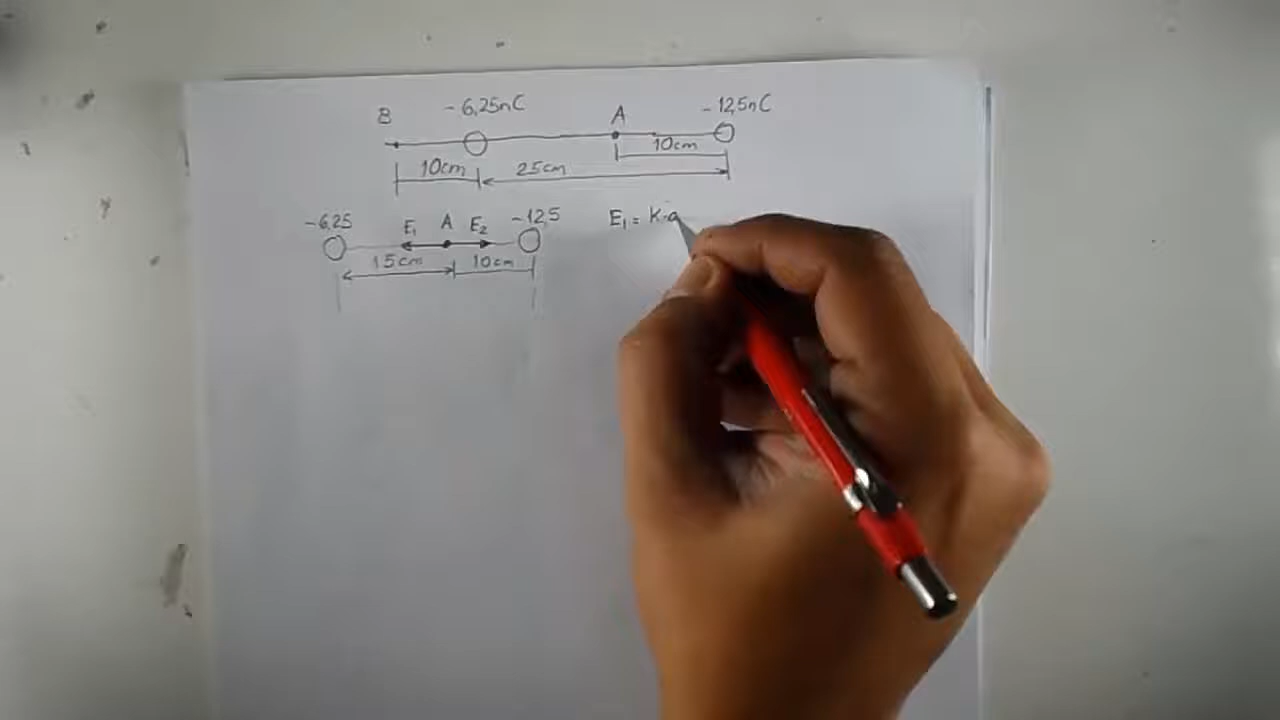 B - 6,25nC A - 12,5nC
10cm
10cm 25cm
-6,25 E₁ A E₂ -12,5 E₁ = K·q
15cm 10cm